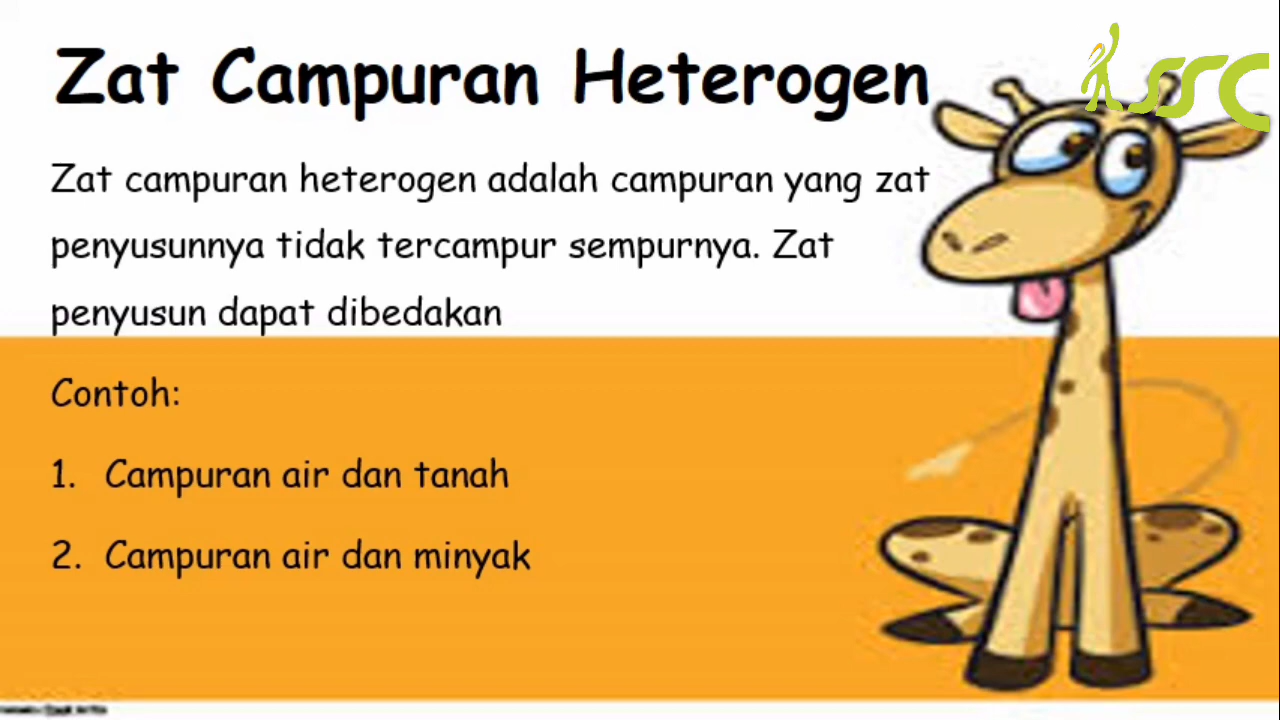 Zat Campuran Heterogen
SSC
Zat campuran heterogen adalah campuran yang zat
penyusunnya tidak tercampur sempurnya. Zat
penyusun dapat dibedakan
Contoh:
1. Campuran air dan tanah
2. Campuran air dan minyak